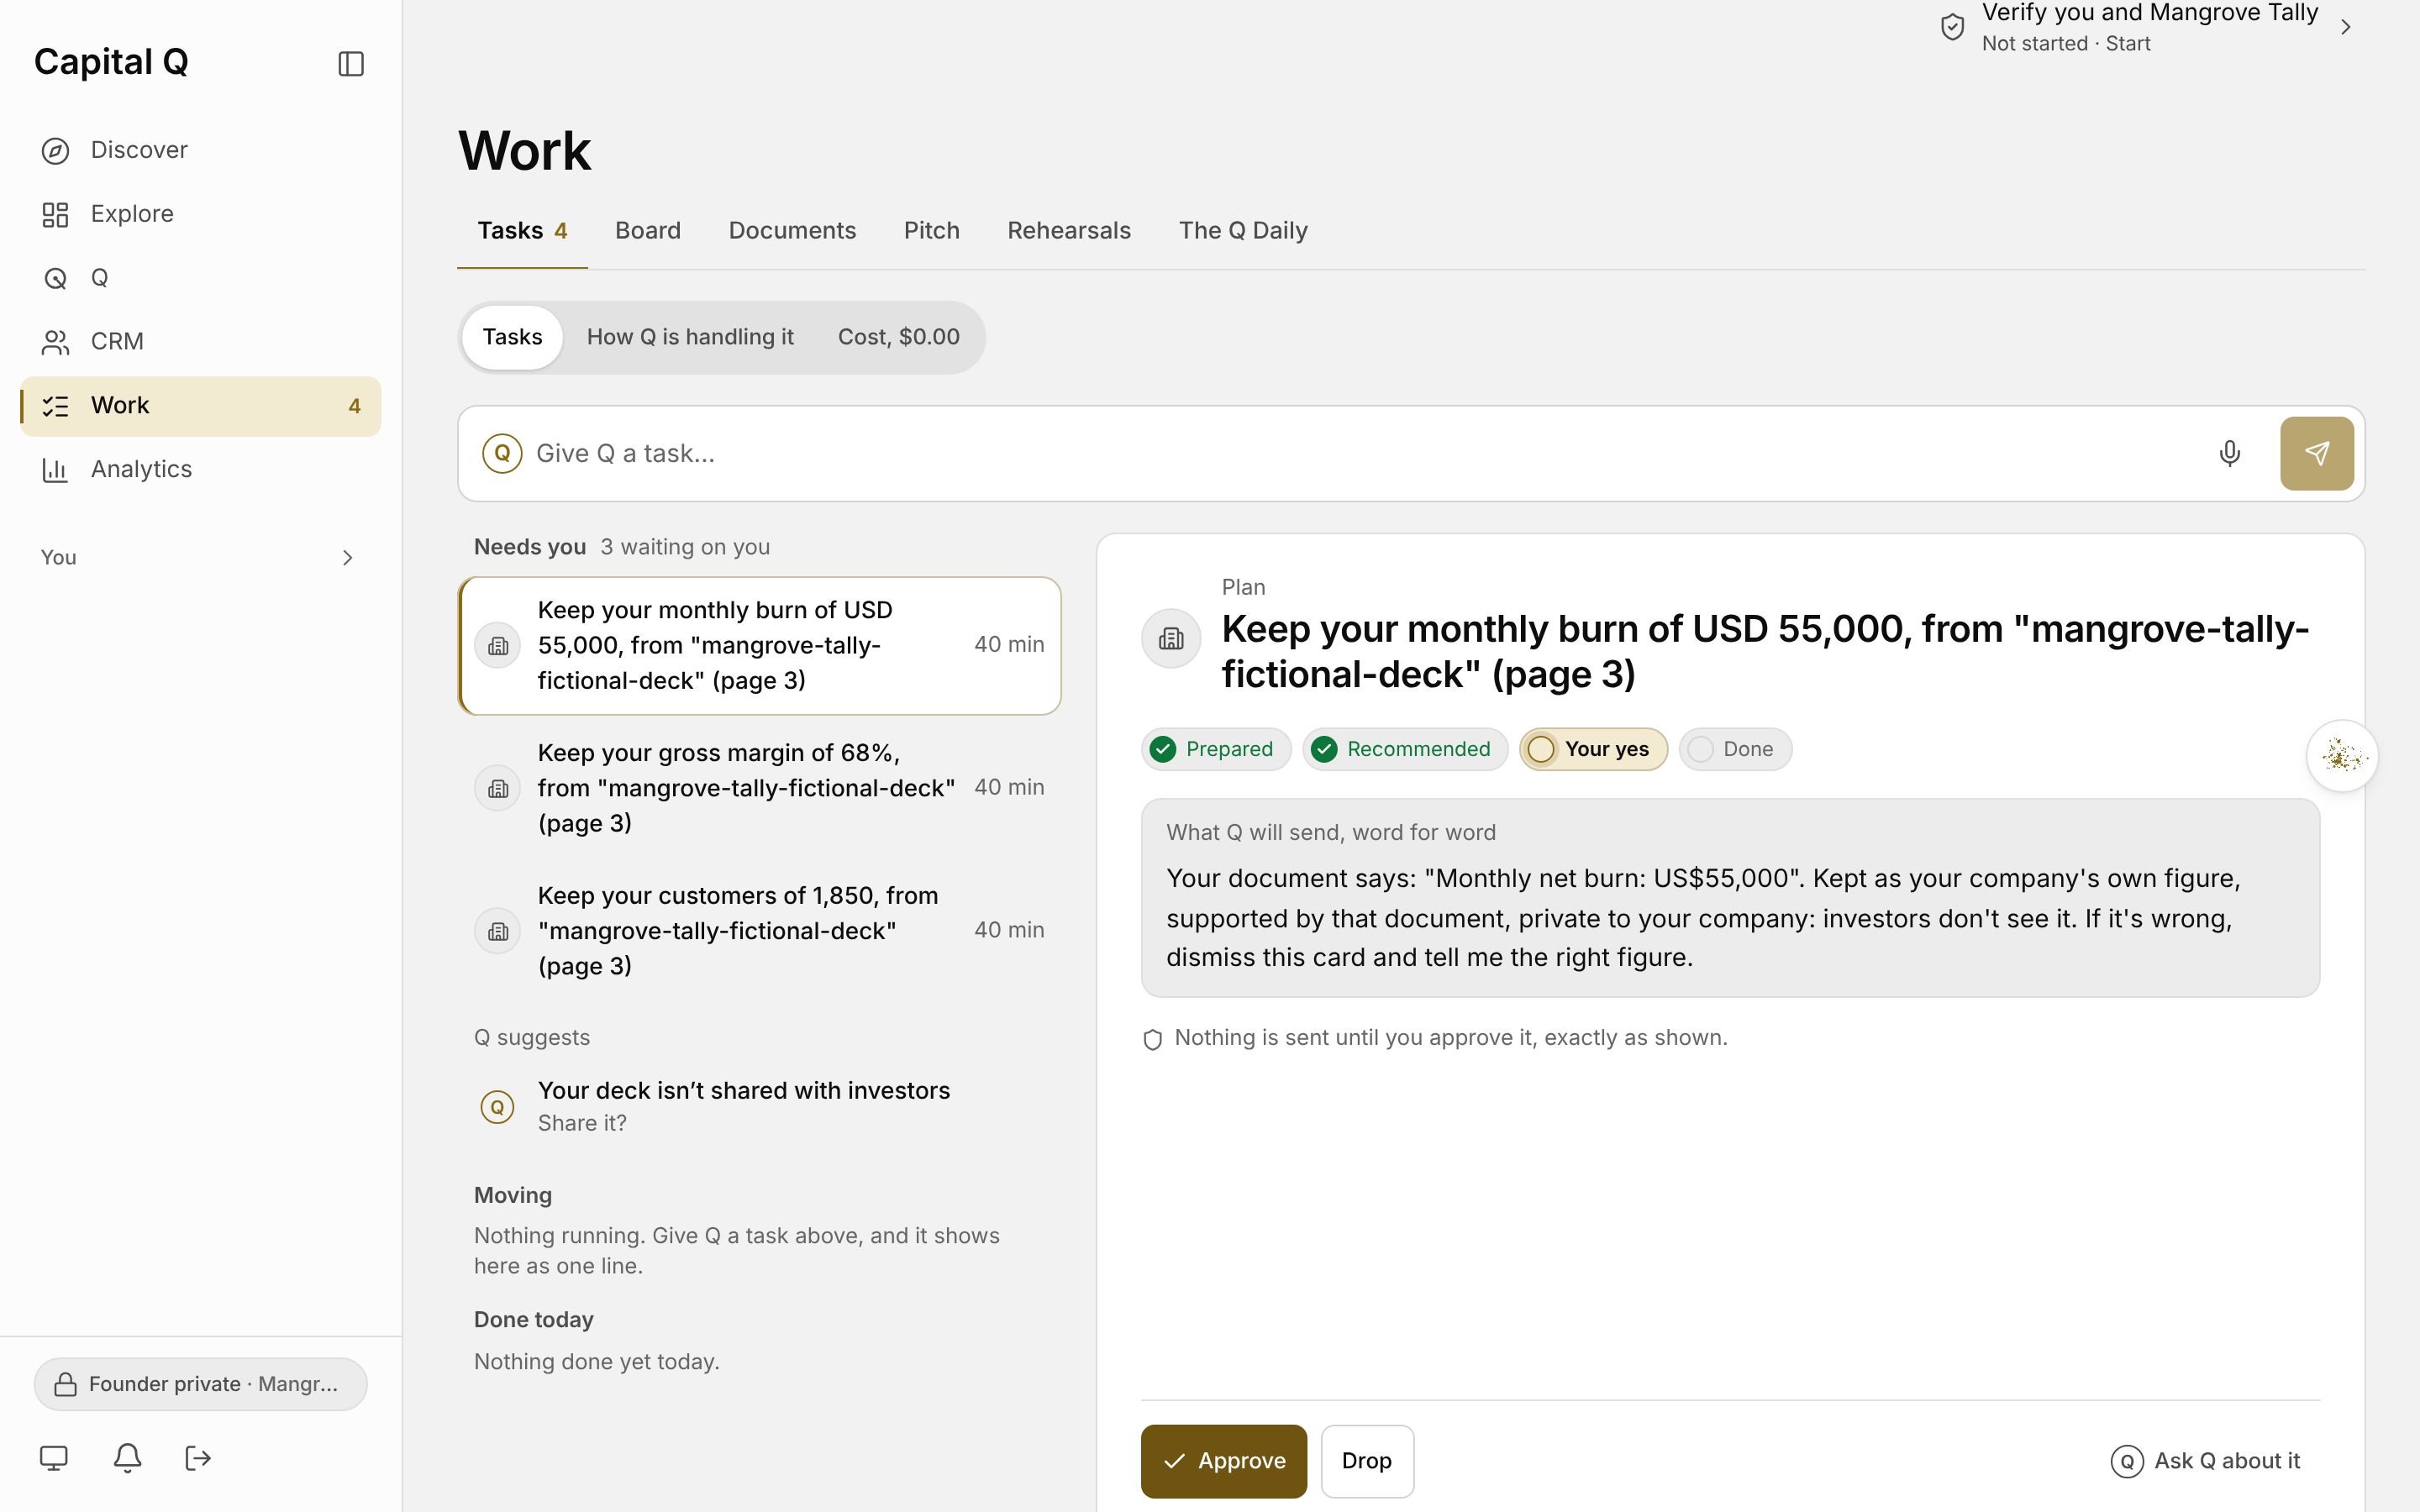 Capital Q
Discover
Explore
Q
CRM
Work 4
Analytics
You
Founder private · Mangr...
Verify you and Mangrove Tally
Not started · Start
Work
Tasks 4 Board Documents Pitch Rehearsals The Q Daily
Tasks How Q is handling it Cost, $0.00
Q Give Q a task...
Needs you 3 waiting on you
Keep your monthly burn of USD
55,000, from "mangrove-tally-
fictional-deck" (page 3)
40 min
Keep your gross margin of 68%,
from "mangrove-tally-fictional-deck"
(page 3)
40 min
Keep your customers of 1,850, from
"mangrove-tally-fictional-deck"
(page 3)
40 min
Q suggests
Q
Your deck isn’t shared with investors
Share it?
Moving
Nothing running. Give Q a task above, and it shows
here as one line.
Done today
Nothing done yet today.
Plan
Keep your monthly burn of USD 55,000, from "mangrove-tally-
fictional-deck" (page 3)
Prepared Recommended Your yes Done
What Q will send, word for word
Your document says: "Monthly net burn: US$55,000". Kept as your company's own figure,
supported by that document, private to your company: investors don't see it. If it's wrong,
dismiss this card and tell me the right figure.
Nothing is sent until you approve it, exactly as shown.
Approve Drop Q Ask Q about it